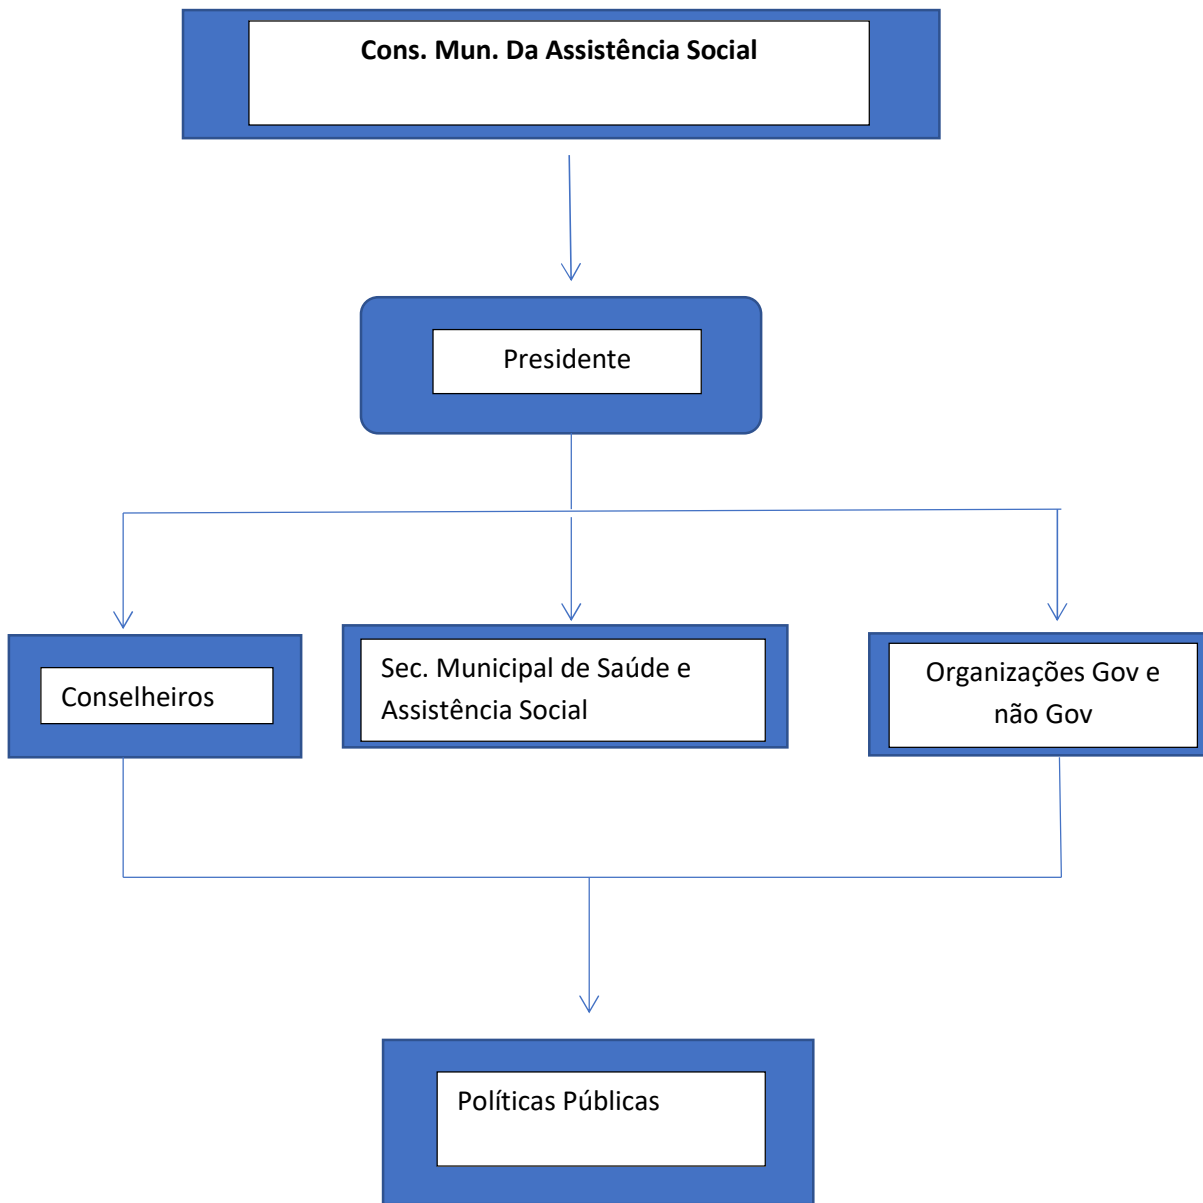 Cons. Mun. Da Assistência Social
Presidente
Conselheiros
Sec. Municipal de Saúde e
Assistência Social
Organizações Gov e
não Gov
Políticas Públicas